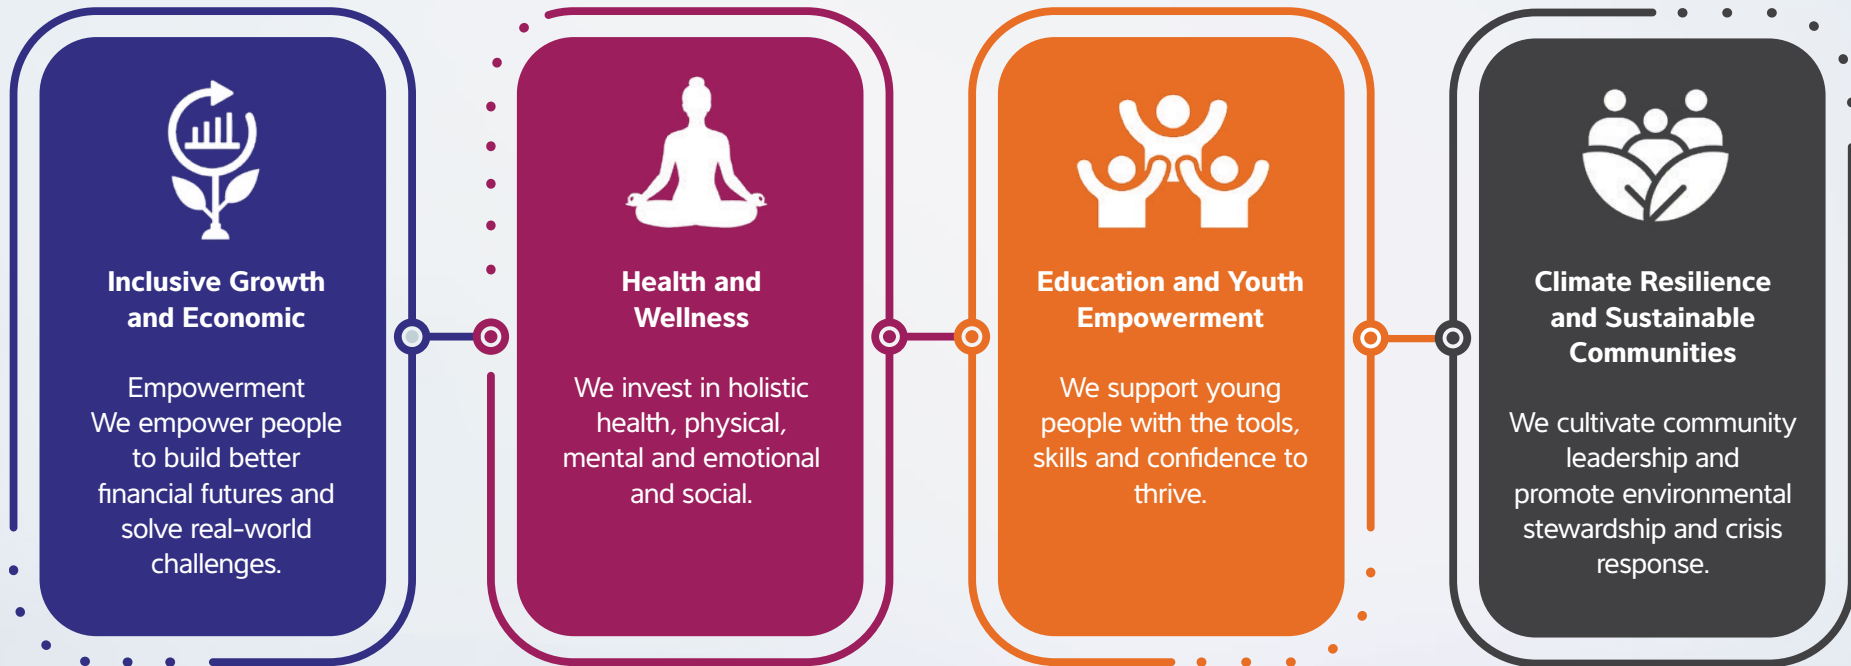 Inclusive Growth
and Economic
Empowerment
We empower people
to build better
financial futures and
solve real-world
challenges.
Health and
Wellness
We invest in holistic
health, physical,
mental and emotional
and social.
Education and Youth
Empowerment
We support young
people with the tools,
skills and confidence to
thrive.
Climate Resilience
and Sustainable
Communities
We cultivate community
leadership and
promote environmental
stewardship and crisis
response.